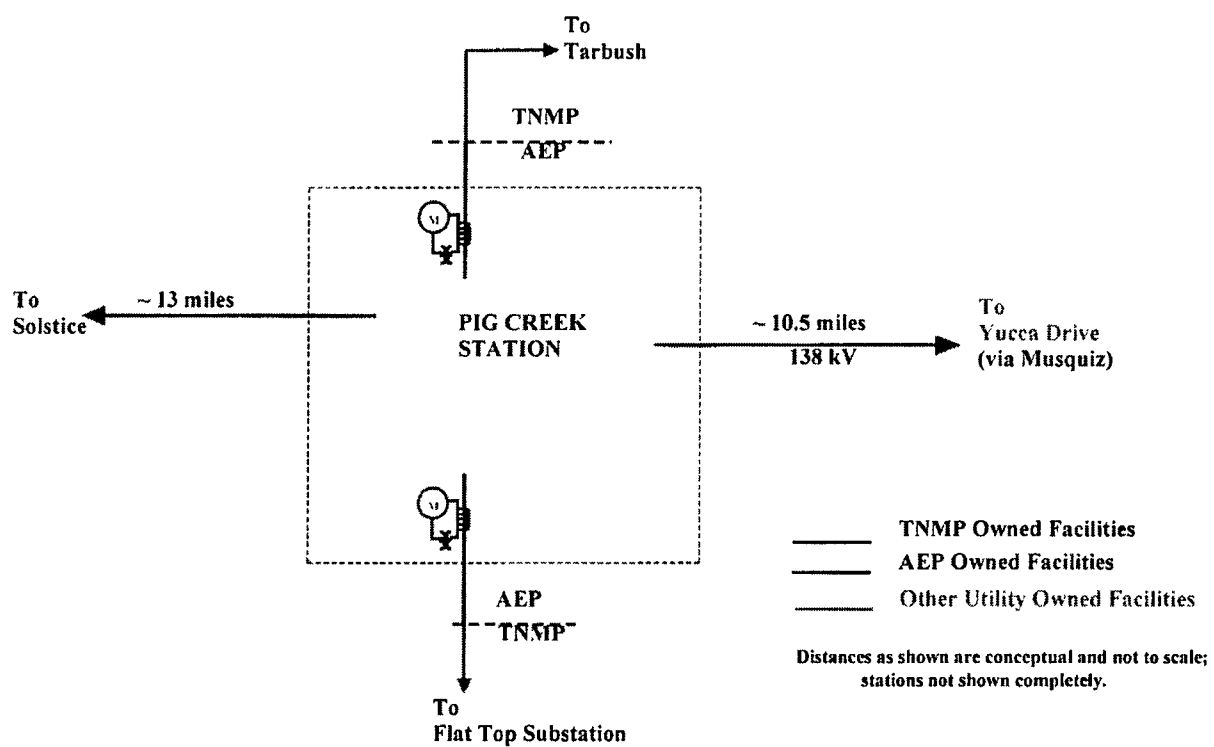 To
Tarbush
TNMP
AEP
M
To
Solstice
~ 13 miles
PIG CREEK
STATION
~ 10.5 miles
138 kV
To
Yucca Drive
(via Musquiz)
M
AEP
TNMP
To
Flat Top Substation
TNMP Owned Facilities
AEP Owned Facilities
Other Utility Owned Facilities
Distances as shown are conceptual and not to scale;
stations not shown completely.